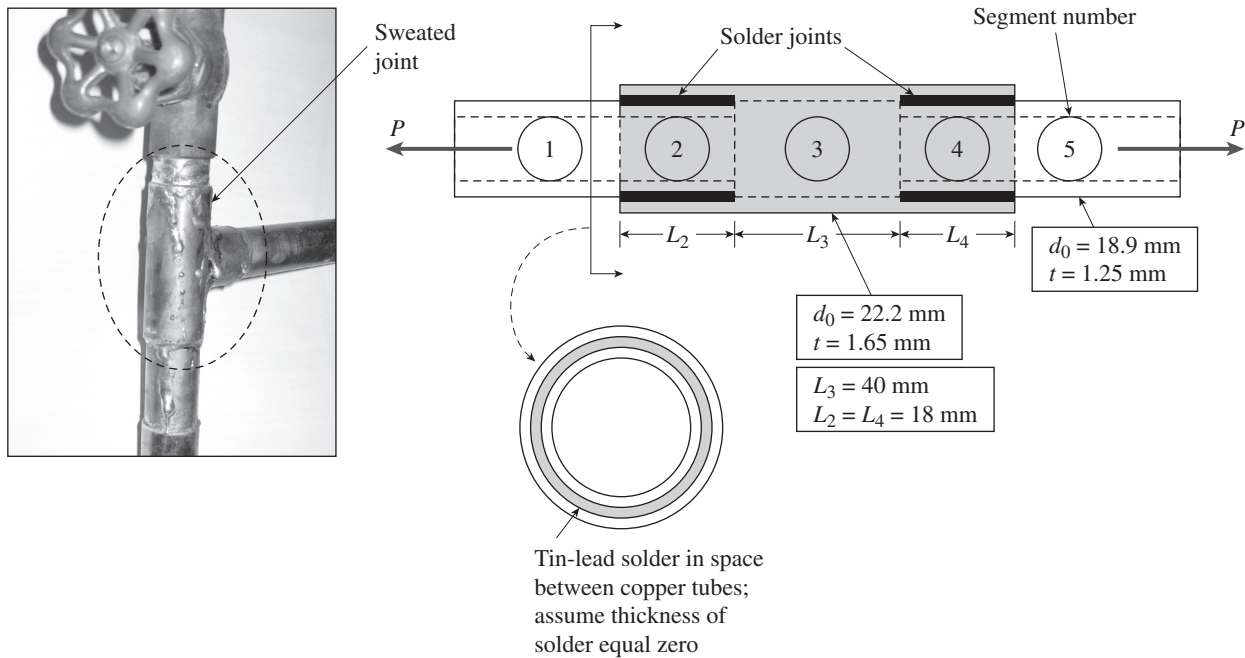 Sweated
joint
Segment number
Solder joints
P
1
2
3
4
5
P
L2
L3
L4
d0 = 18.9 mm
t = 1.25 mm
d0 = 22.2 mm
t = 1.65 mm
L3 = 40 mm
L2 = L4 = 18 mm
Tin-lead solder in space
between copper tubes;
assume thickness of
solder equal zero